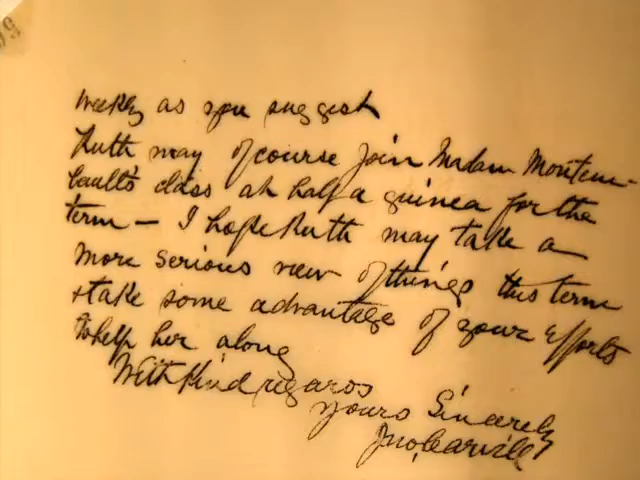 weekly as you suggest
Ruth may of course join Madam Montem-
bault's class at half a guinea for the
term — I hope Ruth may take a
more serious view of things this term
& take some advantage of your efforts
to help her along
With kind regards
Yours Sincerely
Jno, Carvill